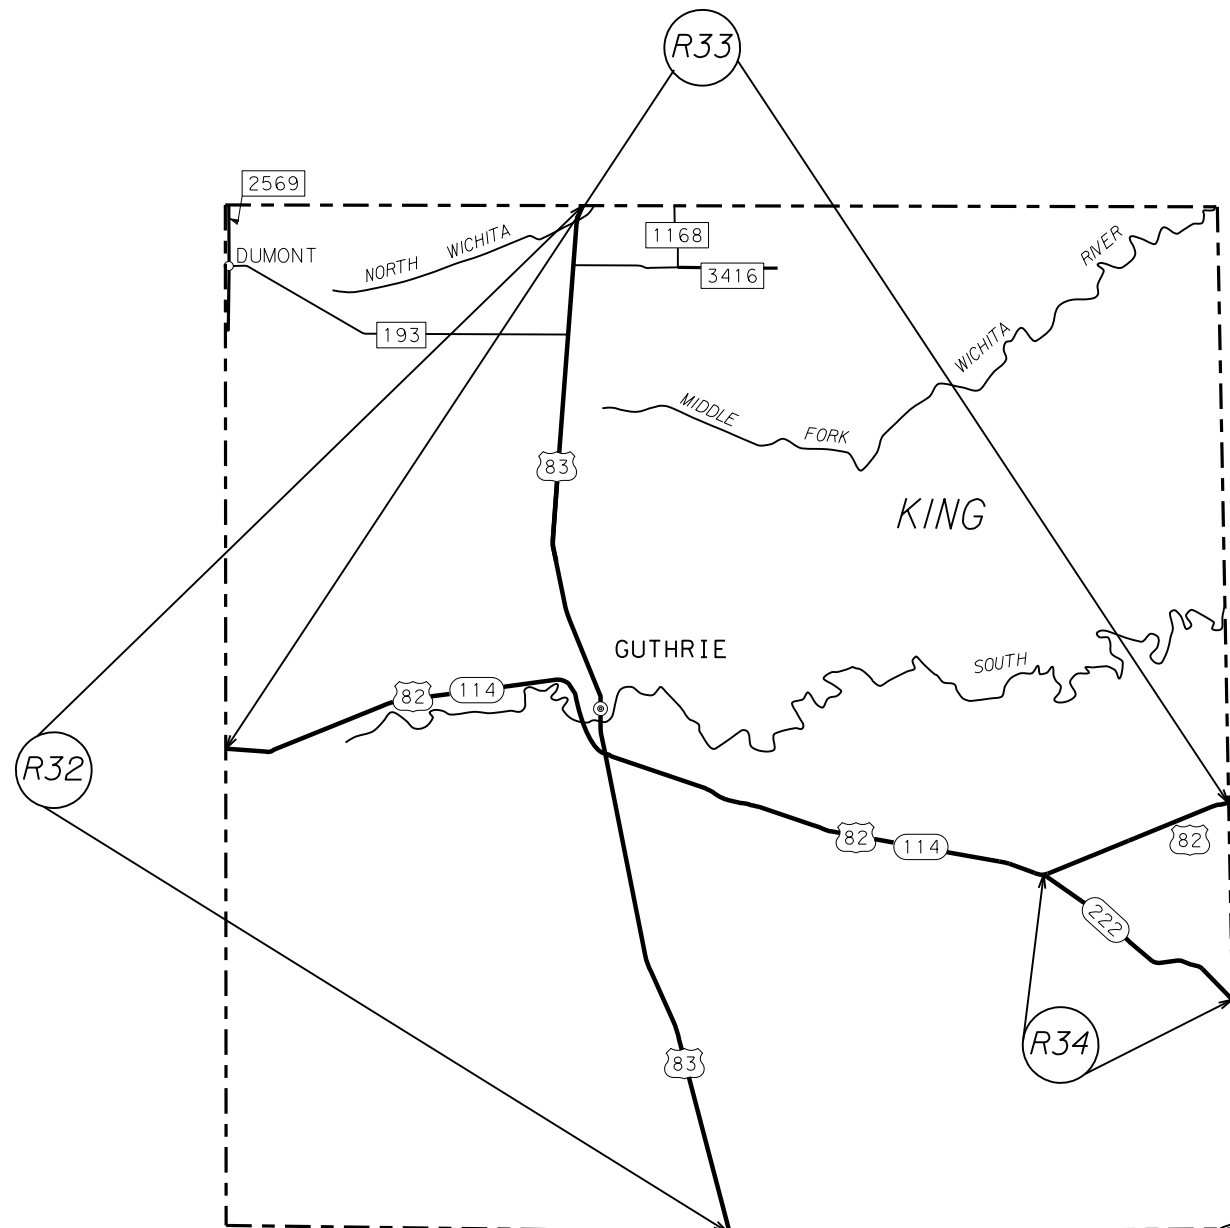 R33
2569
DUMONT
NORTH WICHITA
1168
3416
RIVER
193
WICHITA
MIDDLE FORK
83
KING
GUTHRIE
SOUTH
82
114
R32
82
114
82
222
R34
83